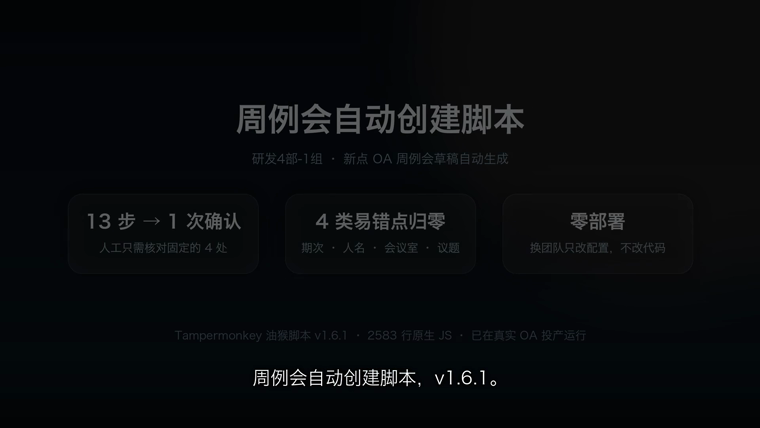 周例会自动创建脚本
研发4部-1组 · 新点 OA 周例会草稿自动生成
13 步 → 1 次确认
人工只需核对固定的 4 处
4 类易错点归零
期次 · 人名 · 会议室 · 议题
零部署
换团队只改配置，不改代码
Tampermonkey 油猴脚本 v1.6.1 · 2583 行原生 JS · 已在真实 OA 投产运行
周例会自动创建脚本，v1.6.1。